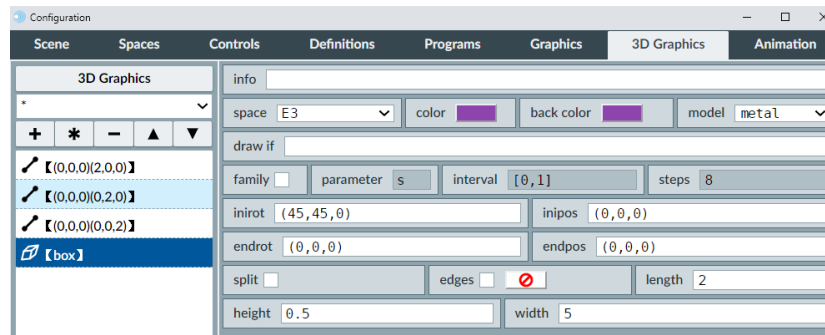 Configuration
Scene Spaces Controls Definitions Programs Graphics 3D Graphics Animation
3D Graphics
*
+ * − ▲ ▼
【(0,0,0)(2,0,0)】
【(0,0,0)(0,2,0)】
【(0,0,0)(0,0,2)】
【box】
info
space E3 color back color model metal
draw if
family parameter s interval [0,1] steps 8
inirot (45,45,0) inipos (0,0,0)
endrot (0,0,0) endpos (0,0,0)
split edges length 2
height 0.5 width 5